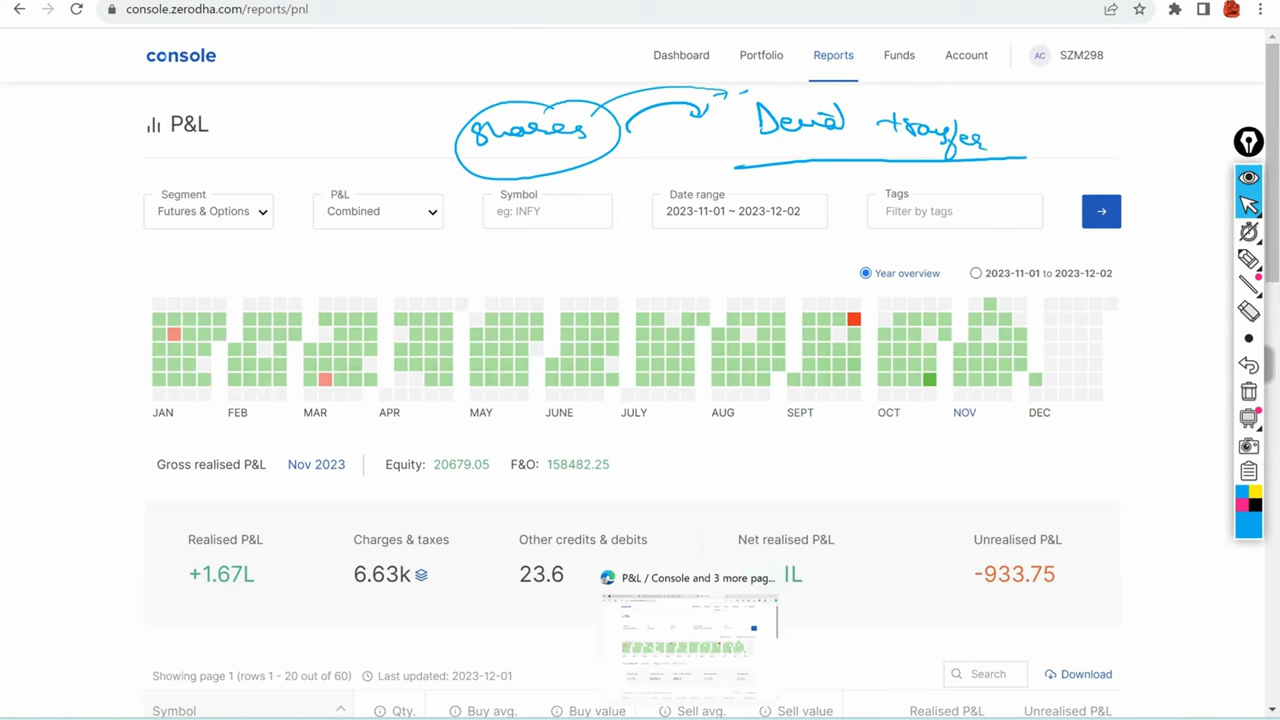 console.zerodha.com/reports/pnl
console Dashboard Portfolio Reports Funds Account AC SZM298
P&L
shares transfer
Segment P&L Symbol Date range Tags
Futures & Options Combined eg: INFY 2023-11-01 ~ 2023-12-02 Filter by tags
Year overview 2023-11-01 to 2023-12-02
JAN FEB MAR APR MAY JUNE JULY AUG SEPT OCT NOV DEC
Gross realised P&L Nov 2023 Equity: 20679.05 F&O: 158482.25
Realised P&L Charges & taxes Other credits & debits Net realised P&L Unrealised P&L
+1.67L 6.63k 23.6 -933.75
P&L / Console and 3 more pag...
Showing page 1 (rows 1 - 20 out of 60) Last updated: 2023-12-01 Search Download
Symbol Qty. Buy avg. Buy value Sell avg. Sell value Realised P&L Unrealised P&L